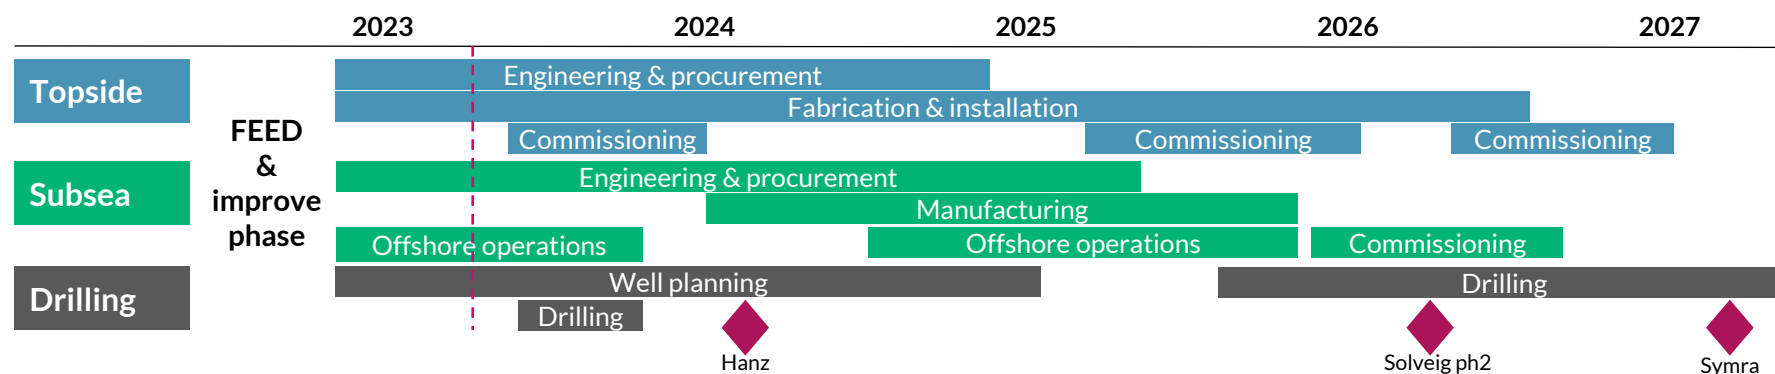 2023 2024 2025 2026 2027
Topside
FEED
&
improve
phase
Engineering & procurement
Fabrication & installation
Commissioning Commissioning Commissioning
Subsea
Engineering & procurement
Manufacturing
Offshore operations Offshore operations Commissioning
Drilling
Well planning Drilling
Drilling
Hanz Solveig ph2 Symra